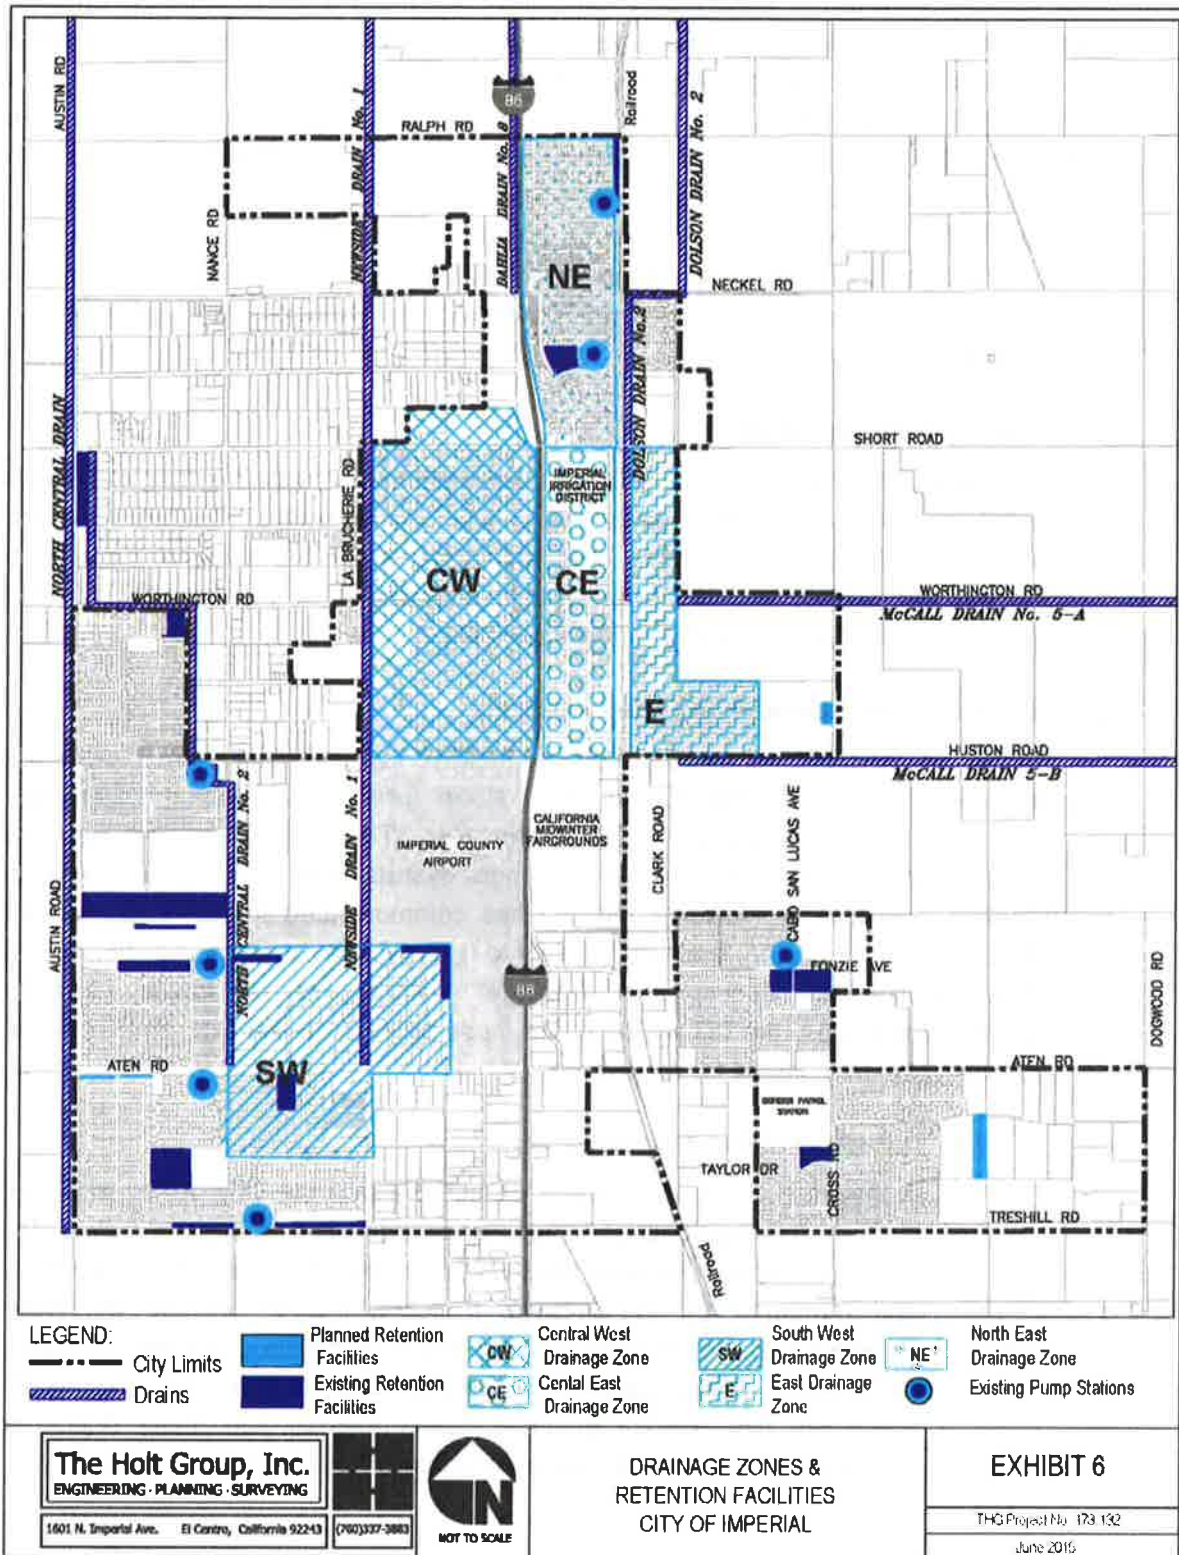 AUSTIN RD
86
Railroad
RALPH RD
NEWSIDE DRAIN No. 1
DAHLIA DRAIN No. 8
DOLSON DRAIN No. 2
NANCE RD
NE
NECKEL RD
DOLSON DRAIN No.2
NORTH CENTRAL DRAIN
SHORT ROAD
LA BRUCHERIE RD
IMPERIAL
IRRIGATION
DISTRICT
CW
CE
WORTHINGTON RD
WORTHINGTON RD
McCALL DRAIN No. 5-A
E
HUSTON ROAD
McCALL DRAIN 5-B
NORTH CENTRAL DRAIN No. 2
NEWSIDE DRAIN No. 1
IMPERIAL COUNTY
AIRPORT
CALIFORNIA
MIDWINTER
FAIRGROUNDS
CLARK ROAD
CABO SAN LUCAS AVE
AUSTIN ROAD
FONZIE AVE
DOGWOOD RD
86
ATEN RD
SW
ATEN RD
BORDER PATROL
STATION
TAYLOR DR
CROSS RD
TRESHILL RD
Railroad
LEGEND:
City Limits
Drains
Planned Retention
Facilities
Existing Retention
Facilities
CW
Central West
Drainage Zone
CE
Cental East
Drainage Zone
SW
South West
Drainage Zone
E
East Drainage
Zone
NE
North East
Drainage Zone
Existing Pump Stations
The Holt Group, Inc.
ENGINEERING · PLANNING · SURVEYING
1601 N. Imperial Ave. El Centro, California 92243
(760)337-3883
N
NOT TO SCALE
DRAINAGE ZONES &
RETENTION FACILITIES
CITY OF IMPERIAL
EXHIBIT 6
THG Project No. 173.132
June 2015